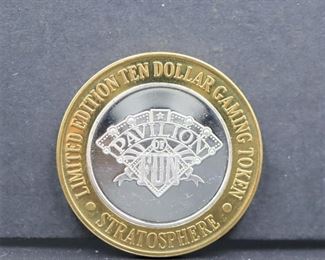 LIMITED EDITION TEN DOLLAR GAMING TOKEN
PAVILION
OF
FUN
• STRATOSPHERE •